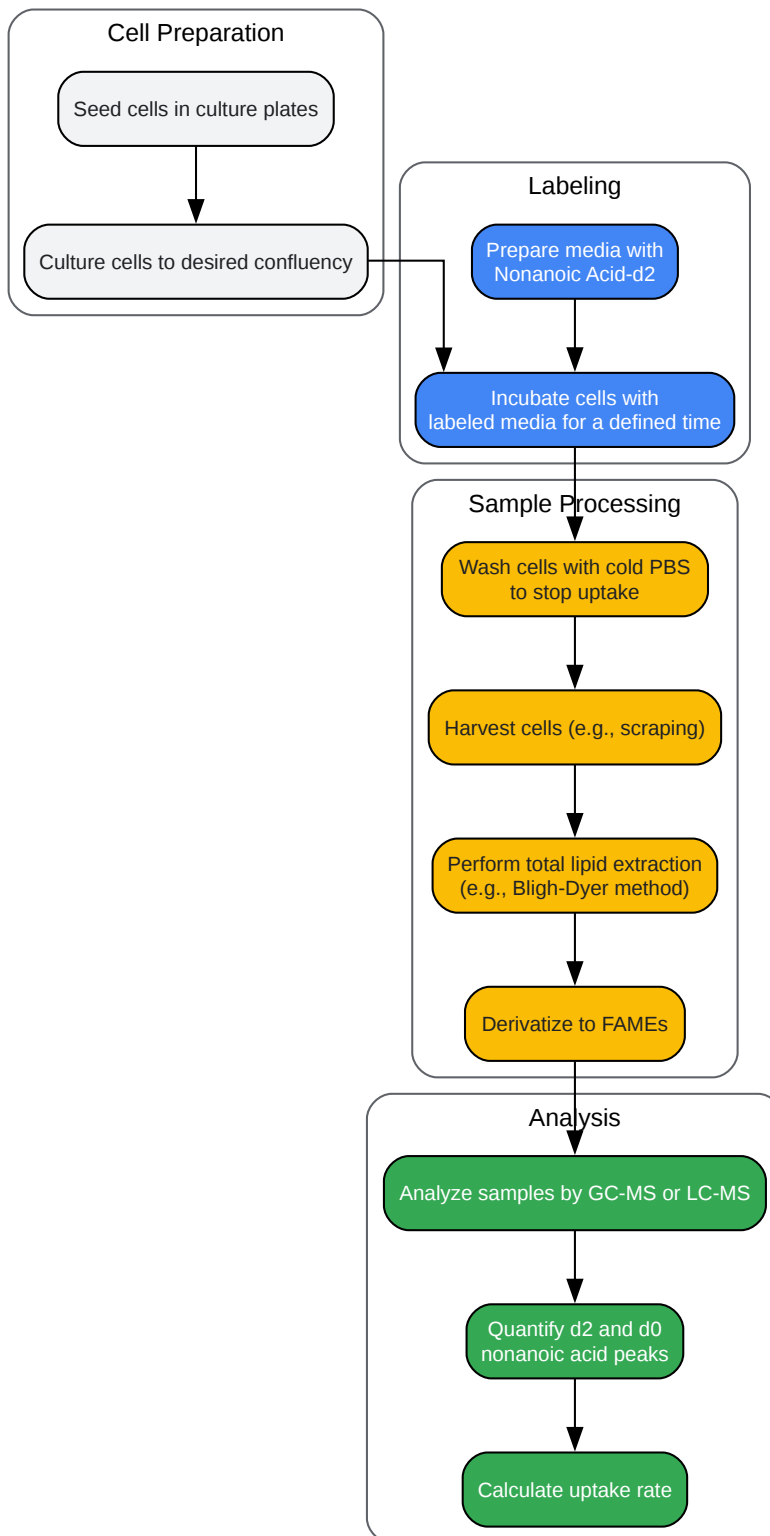 Cell Preparation
Seed cells in culture plates
Culture cells to desired confluency
Labeling
Prepare media with
Nonanoic Acid-d2
Incubate cells with
labeled media for a defined time
Sample Processing
Wash cells with cold PBS
to stop uptake
Harvest cells (e.g., scraping)
Perform total lipid extraction
(e.g., Bligh-Dyer method)
Derivatize to FAMEs
Analysis
Analyze samples by GC-MS or LC-MS
Quantify d2 and d0
nonanoic acid peaks
Calculate uptake rate